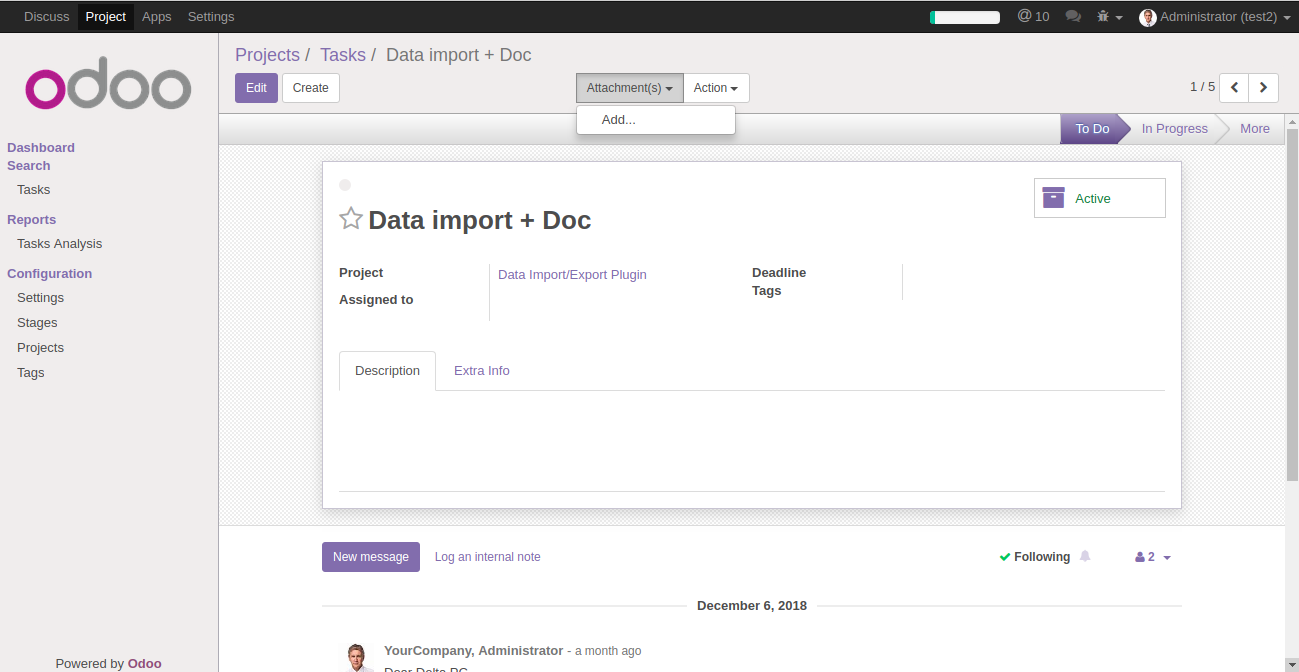 Discuss Project Apps Settings @ 10 Administrator (test2)
odoo
Dashboard
Search
Tasks
Reports
Tasks Analysis
Configuration
Settings
Stages
Projects
Tags
Powered by Odoo
Projects / Tasks / Data import + Doc
Edit Create Attachment(s) Action 1 / 5
Add...
To Do In Progress More
Active
Data import + Doc
Project Data Import/Export Plugin
Assigned to
Deadline
Tags
Description Extra Info
New message Log an internal note Following 2
December 6, 2018
YourCompany, Administrator - a month ago
Dear Delta PC